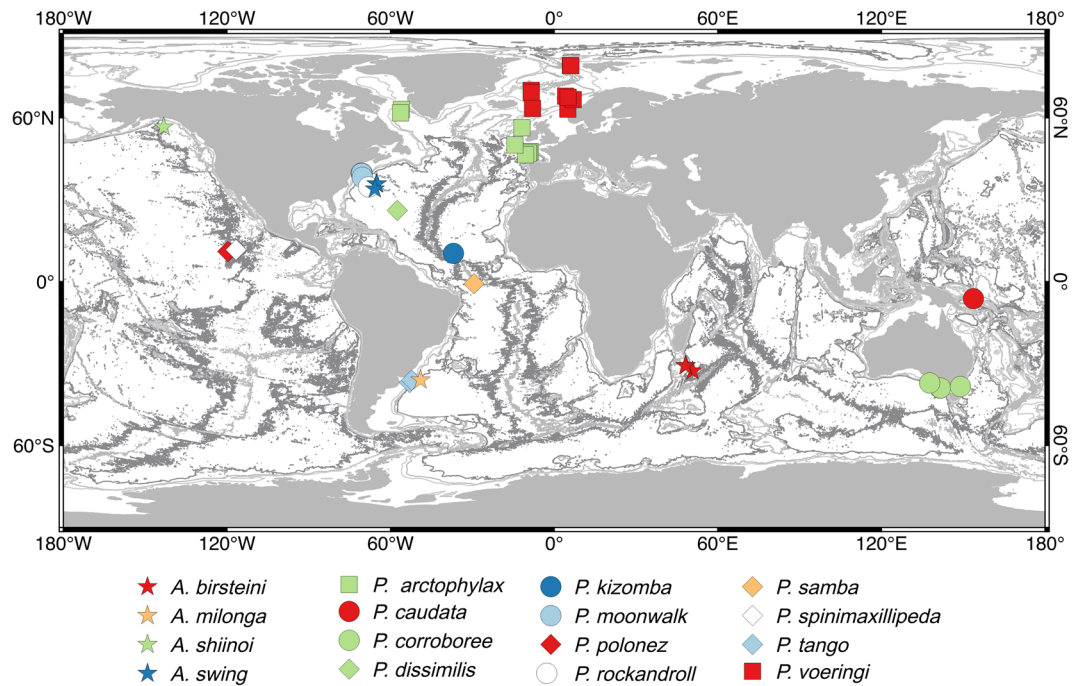 180°W 120°W 60°W 0° 60°E 120°E 180°
60°N 60°N
0° 0°
60°S 60°S
180°W 120°W 60°W 0° 60°E 120°E 180°
A. birsteini P. arctophylax P. kizomba P. samba
A. milonga P. caudata P. moonwalk P. spinimaxillipeda
A. shiinoi P. corroboree P. polonez P. tango
A. swing P. dissimilis P. rockandroll P. voeringi